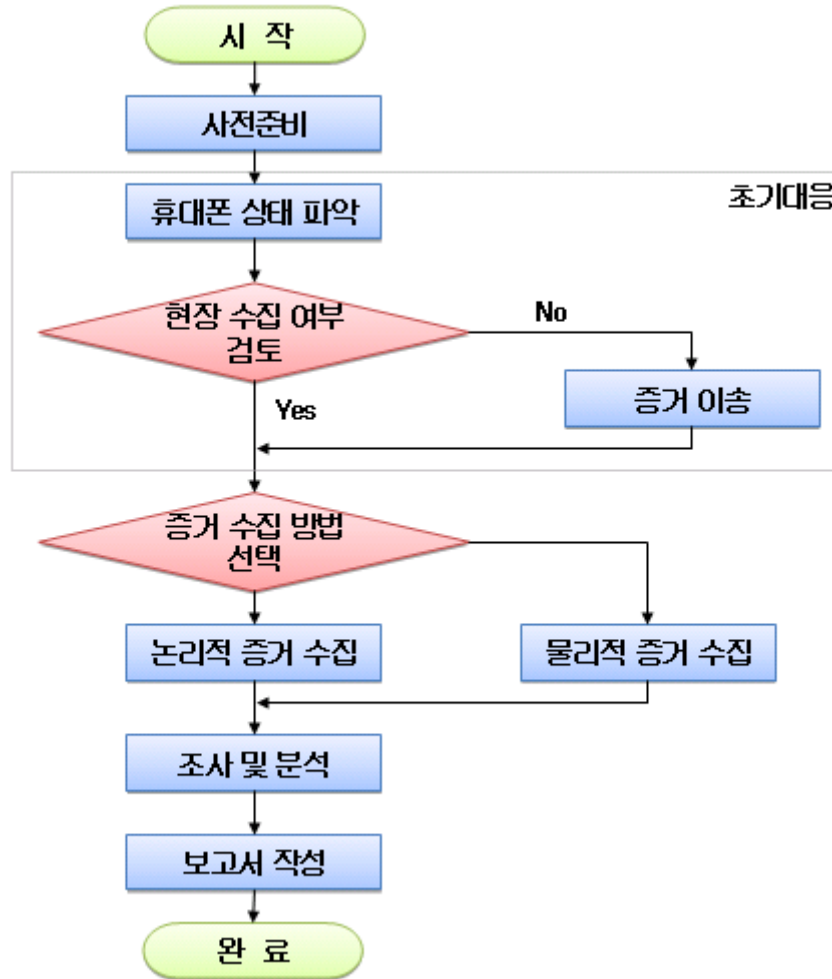 시 작
사전준비
초기대응
휴대폰 상태 파악
현장 수집 여부
검토
No
증거 이송
Yes
증거 수집 방법
선택
논리적 증거 수집
물리적 증거 수집
조사 및 분석
보고서 작성
완 료